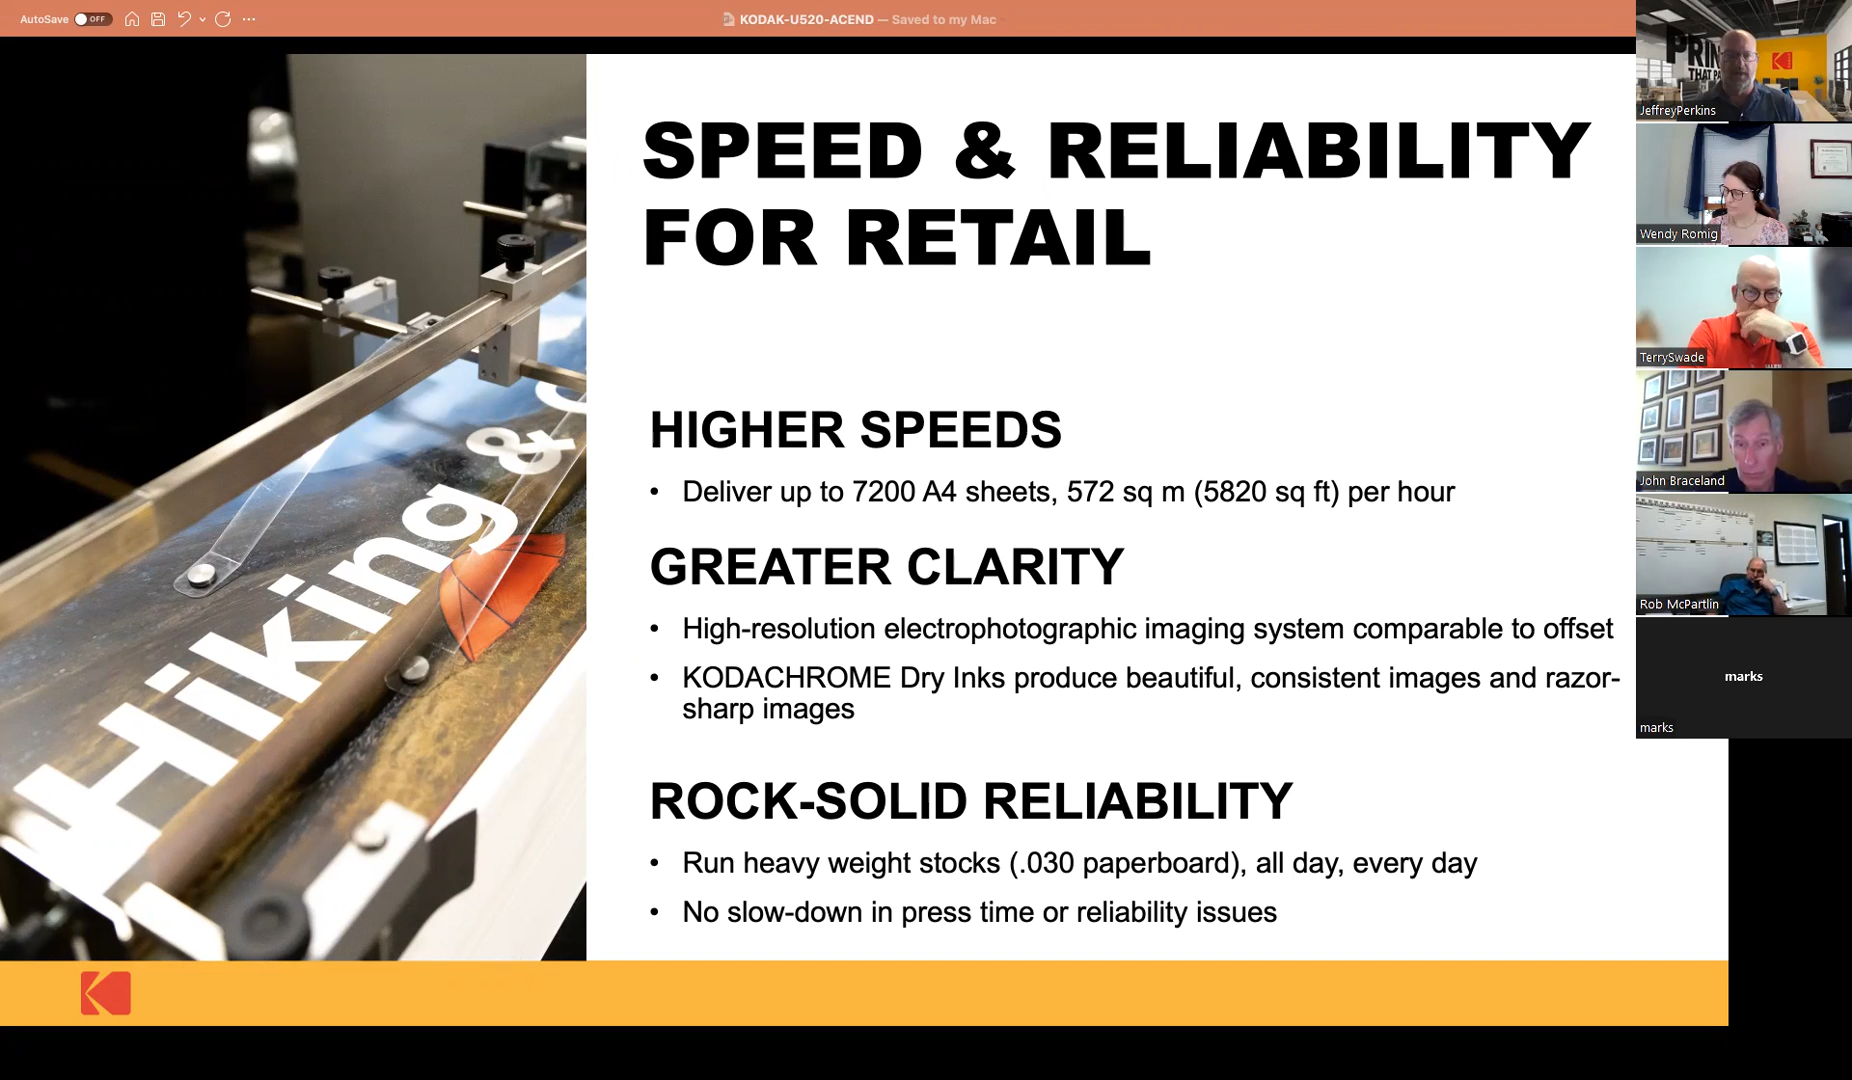 AutoSave OFF
KODAK-U520-ACEND — Saved to my Mac
SPEED & RELIABILITY
FOR RETAIL
HIGHER SPEEDS
• Deliver up to 7200 A4 sheets, 572 sq m (5820 sq ft) per hour
GREATER CLARITY
• High-resolution electrophotographic imaging system comparable to offset
• KODACHROME Dry Inks produce beautiful, consistent images and razor-
sharp images
ROCK-SOLID RELIABILITY
• Run heavy weight stocks (.030 paperboard), all day, every day
• No slow-down in press time or reliability issues
Hiking &
PRIN
THAT PA
JeffreyPerkins
Wendy Romig
TerrySwade
John Braceland
Rob McPartlin
marks
marks